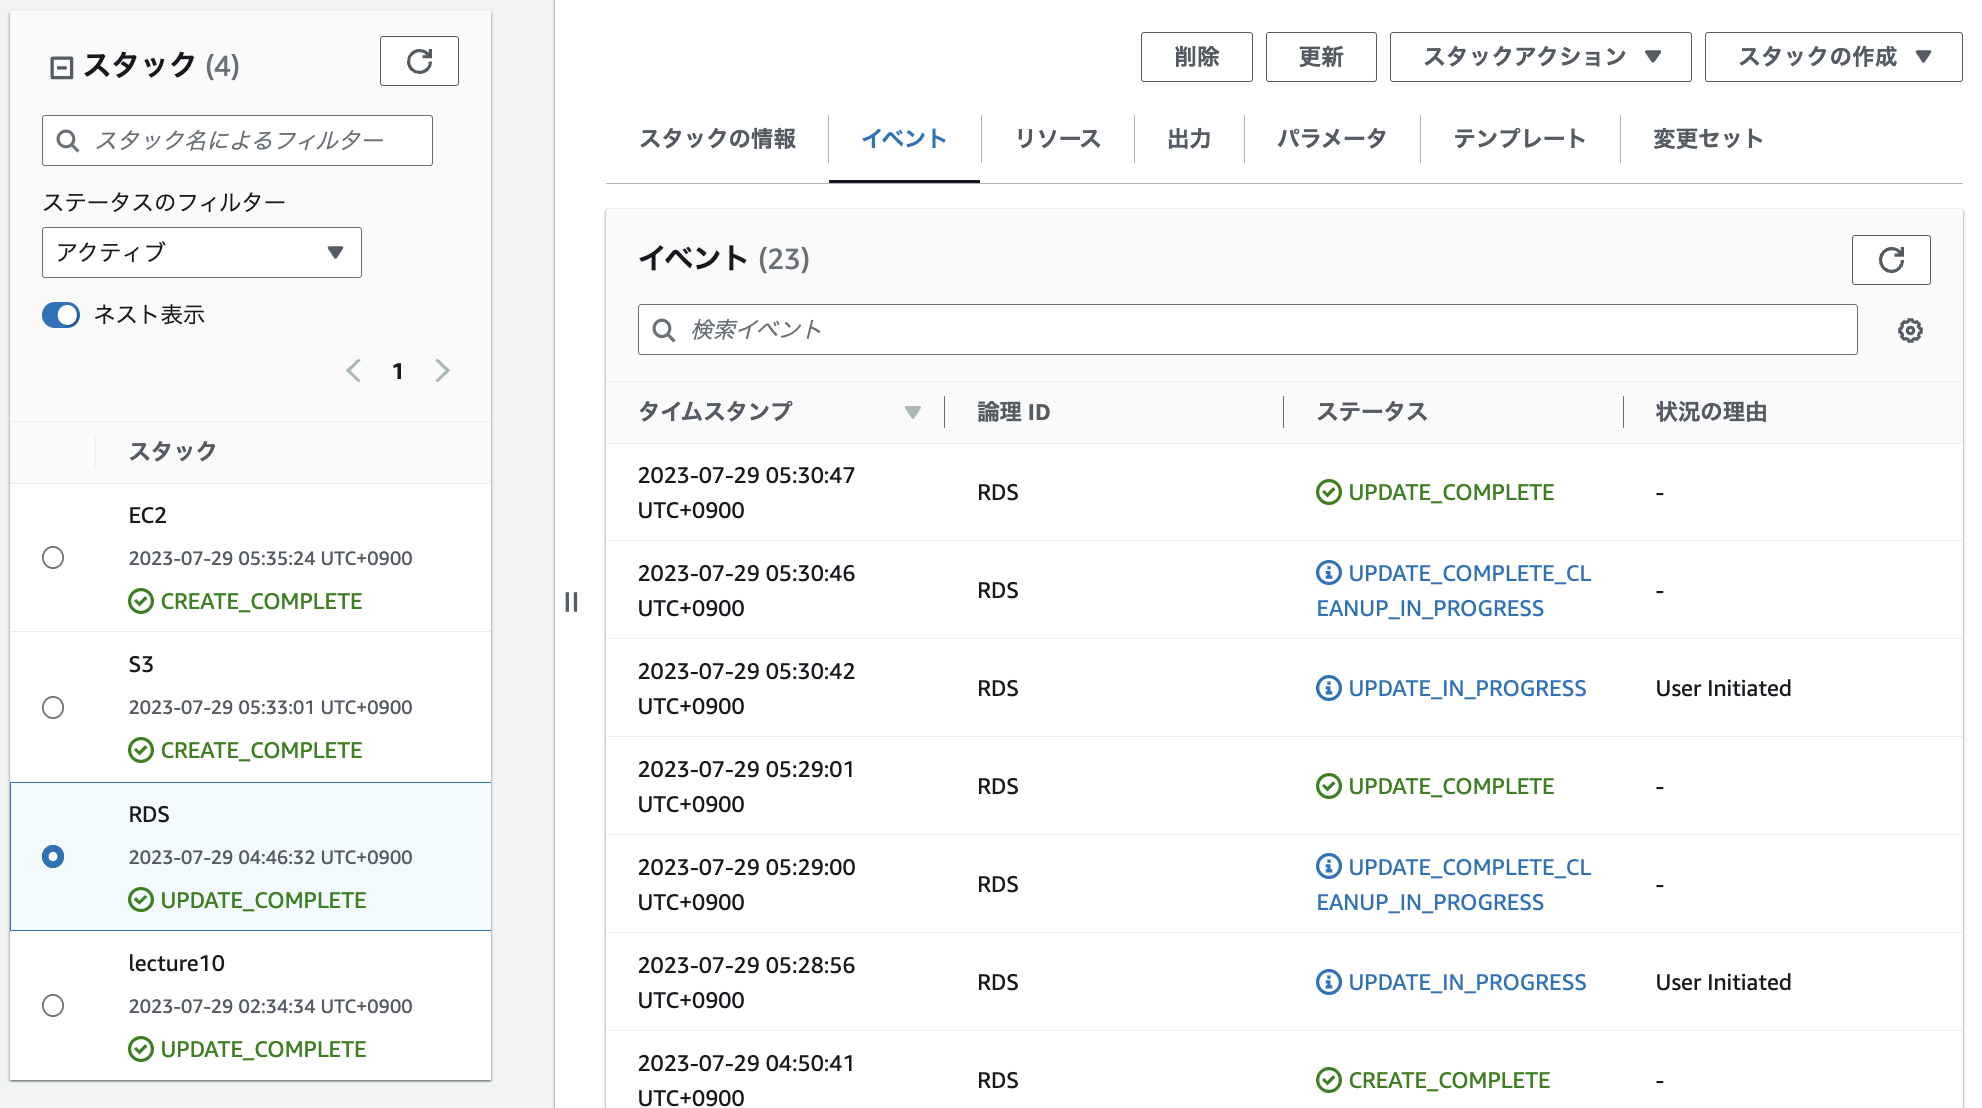 スタック (4)
スタック名によるフィルター
ステータスのフィルター
アクティブ
ネスト表示
1
スタック
EC2
2023-07-29 05:35:24 UTC+0900
CREATE_COMPLETE
S3
2023-07-29 05:33:01 UTC+0900
CREATE_COMPLETE
RDS
2023-07-29 04:46:32 UTC+0900
UPDATE_COMPLETE
lecture10
2023-07-29 02:34:34 UTC+0900
UPDATE_COMPLETE
削除 更新 スタックアクション スタックの作成
スタックの情報 イベント リソース 出力 パラメータ テンプレート 変更セット
イベント (23)
検索イベント
タイムスタンプ 論理 ID ステータス 状況の理由
2023-07-29 05:30:47
UTC+0900
RDS
UPDATE_COMPLETE
-
2023-07-29 05:30:46
UTC+0900
RDS
UPDATE_COMPLETE_CL
EANUP_IN_PROGRESS
-
2023-07-29 05:30:42
UTC+0900
RDS
UPDATE_IN_PROGRESS
User Initiated
2023-07-29 05:29:01
UTC+0900
RDS
UPDATE_COMPLETE
-
2023-07-29 05:29:00
UTC+0900
RDS
UPDATE_COMPLETE_CL
EANUP_IN_PROGRESS
-
2023-07-29 05:28:56
UTC+0900
RDS
UPDATE_IN_PROGRESS
User Initiated
2023-07-29 04:50:41
UTC+0900
RDS
CREATE_COMPLETE
-